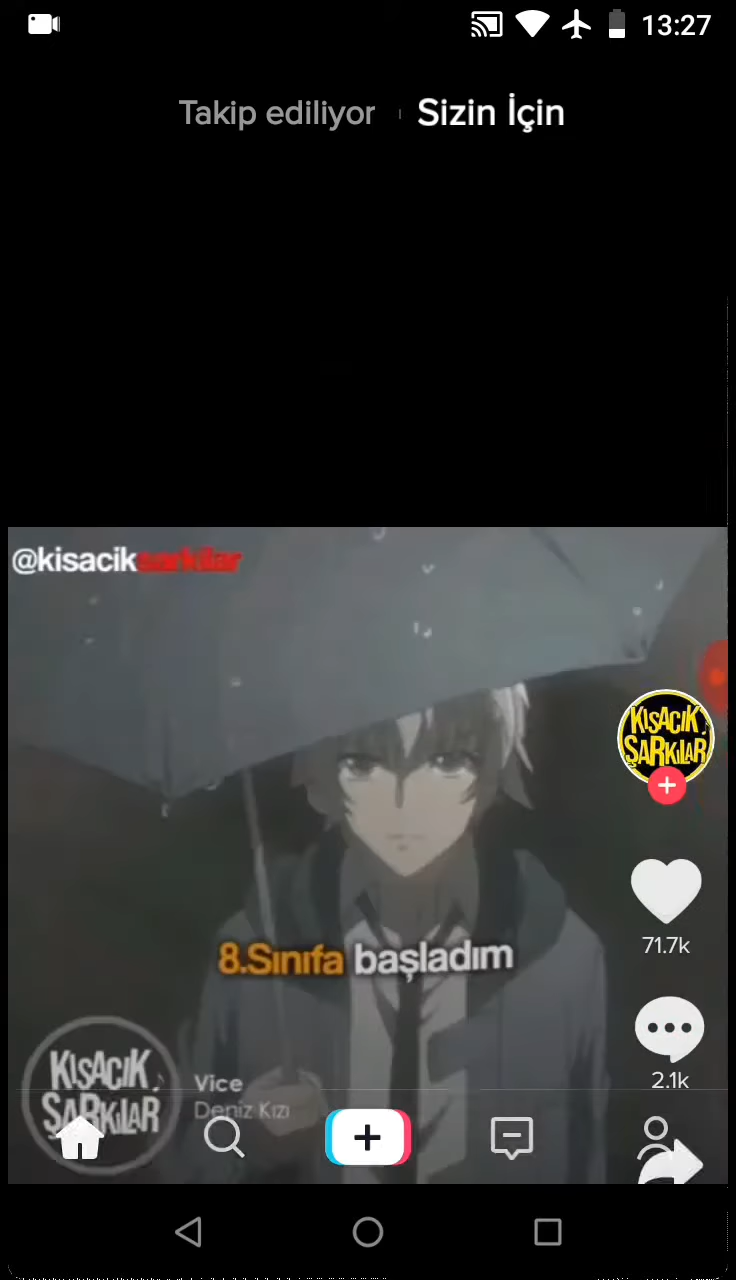 13:27
Takip ediliyor
Sizin İçin
@kisaciksarkilar
KISACIK
ŞARKILAR
71.7k
8.Sınıfa başladım
2.1k
KISACIK
ŞARKILAR
Vice
Deniz Kızı